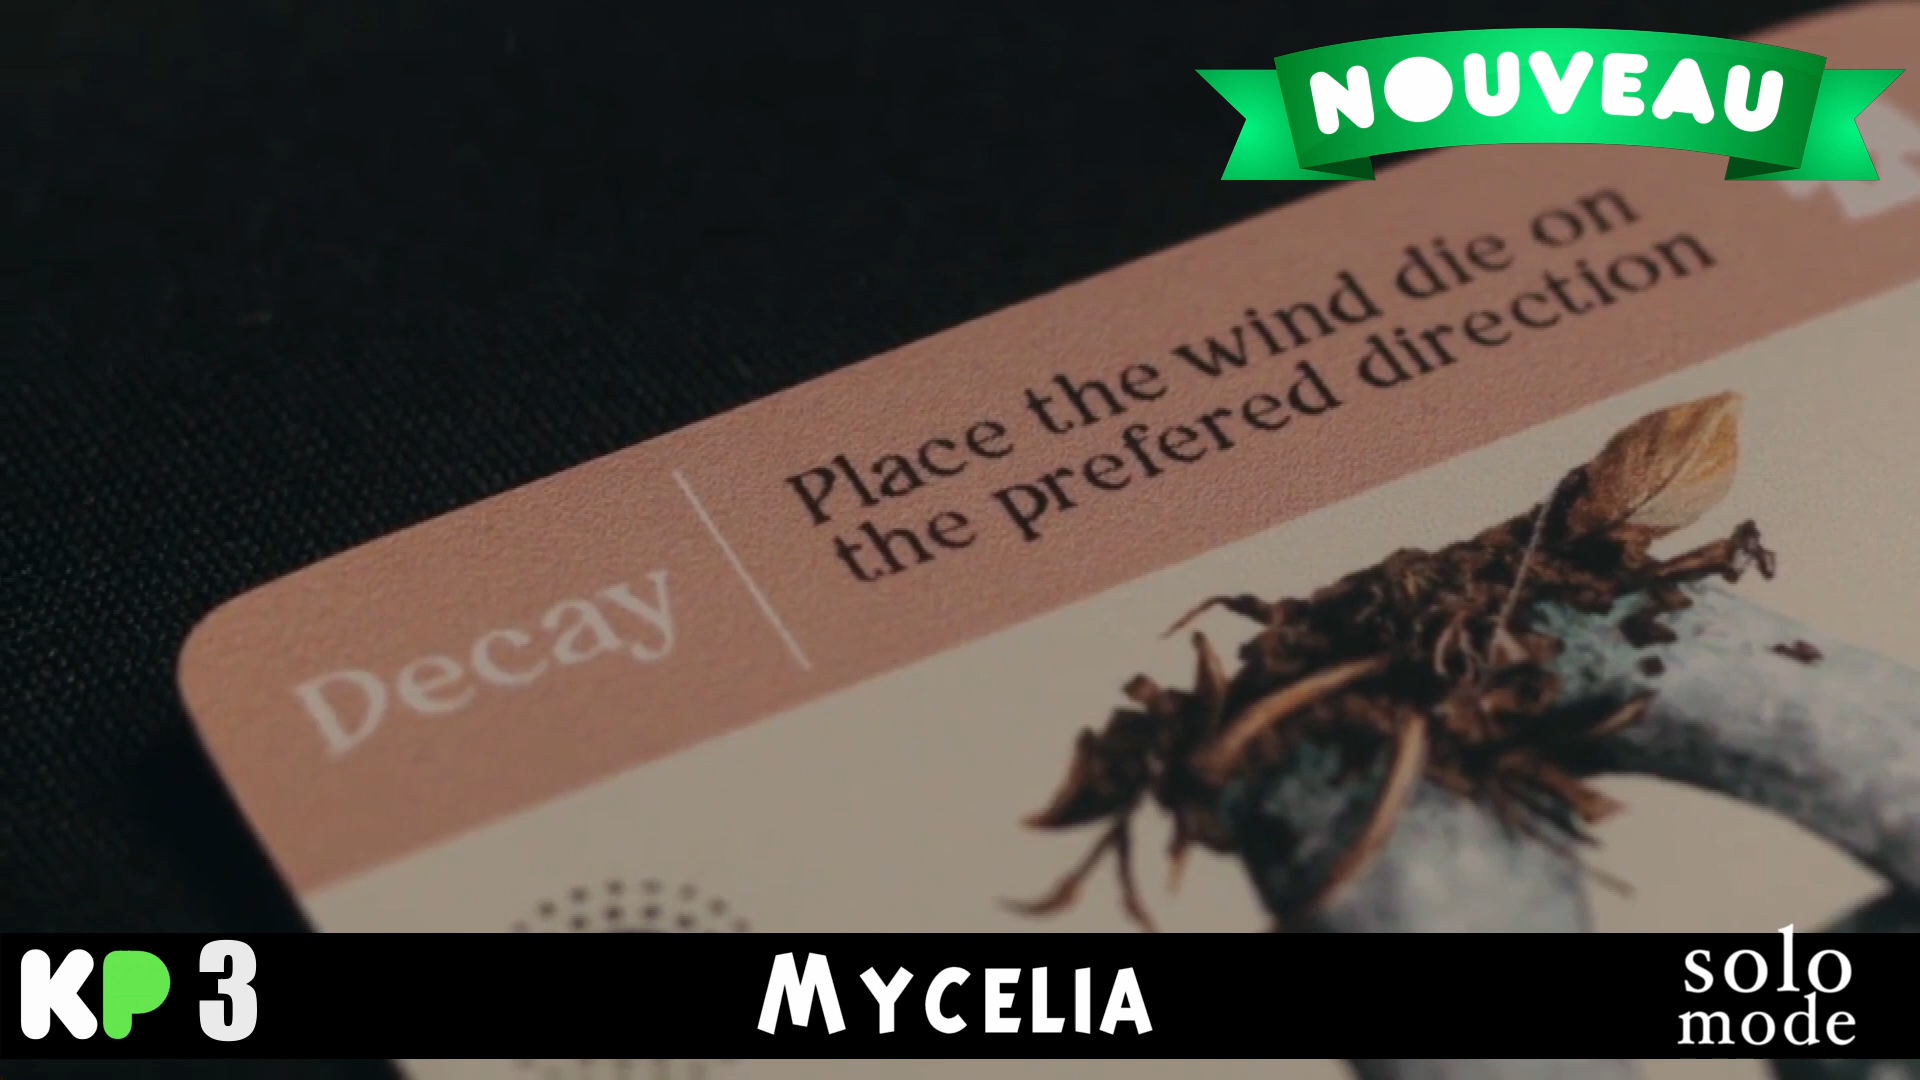 NOUVEAU
Place the wind die on
the prefered direction
Decay
KP 3
MYCELIA
solo
mode